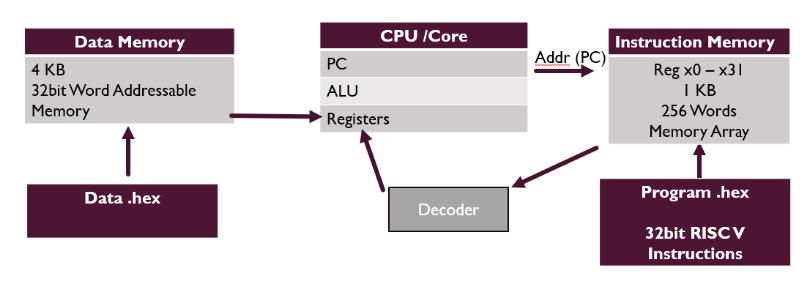 Data Memory
4 KB
32bit Word Addressable
Memory
Data .hex
CPU /Core
PC
ALU
Registers
Addr (PC)
Decoder
Instruction Memory
Reg x0 – x31
1 KB
256 Words
Memory Array
Program .hex
32bit RISC V
Instructions